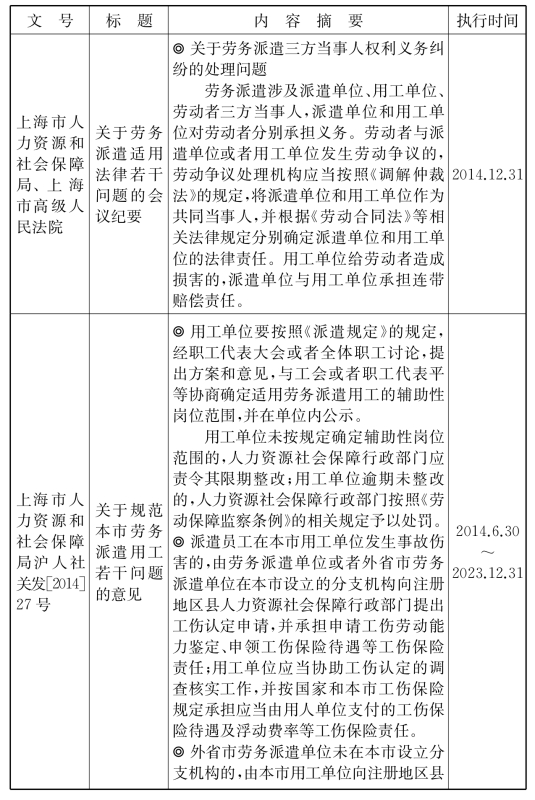 文 号
标 题
内 容 摘 要
执行时间
上海市人
力资源和
社会保障
局、上 海
市高级人
民法院
关于劳务
派遣适用
法律若干
问题的会
议纪要
◎ 关于劳务派遣三方当事人权利义务纠
纷的处理问题
劳务派遣涉及派遣单位、用工单位、
劳动者三方当事人,派遣单位和用工单
位对劳动者分别承担义务。劳动者与派
遣单位或者用工单位发生劳动争议的,
劳动争议处理机构应当按照《调解仲裁
法》的规定,将派遣单位和用工单位作为
共同当事人,并根据《劳动合同法》等相
关法律规定分别确定派遣单位和用工单
位的法律责任。用工单位给劳动者造成
损害的,派遣单位与用工单位承担连带
赔偿责任。
2014.12.31
上海市人
力资源和
社会保障
局沪人社
关发[2014]
27 号
关于规范
本市劳务
派遣用工
若干问题
的意见
◎ 用工单位要按照《派遣规定》的规定,
经职工代表大会或者全体职工讨论,提
出方案和意见,与工会或者职工代表平
等协商确定适用劳务派遣用工的辅助性
岗位范围,并在单位内公示。
用工单位未按规定确定辅助性岗位
范围的,人力资源社会保障行政部门应
责令其限期整改;用工单位逾期未整改
的,人力资源社会保障行政部门按照《劳
动保障监察条例》的相关规定予以处罚。
◎ 派遣员工在本市用工单位发生事故伤
害的,由劳务派遣单位或者外省市劳务
派遣单位在本市设立的分支机构向注册
地区县人力资源社会保障行政部门提出
工伤认定申请,并承担申请工伤劳动能
力鉴定、申领工伤保险待遇等工伤保险
责任;用工单位应当协助工伤认定的调
查核实工作,并按国家和本市工伤保险
规定承担应当由用人单位支付的工伤保
险待遇及浮动费率等工伤保险责任。
◎ 外省市劳务派遣单位未在本市设立分
支机构的,由本市用工单位向注册地区县
2014.6.30
~
2023.12.31